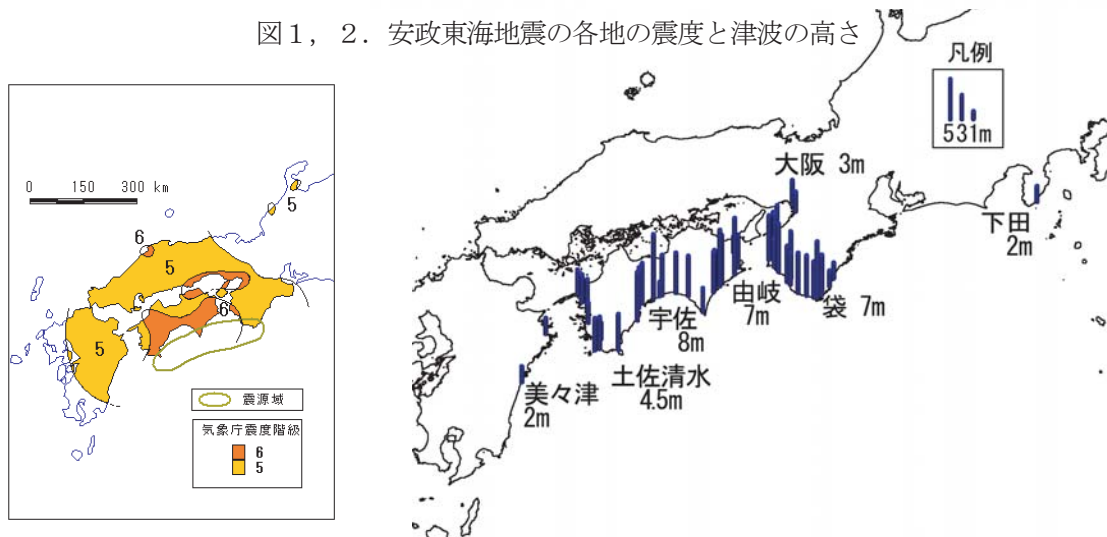 図1，2．安政東海地震の各地の震度と津波の高さ
0 150 300 km
5
6
5
6
5
震源域
気象庁震度階級
6
5
凡例
531m
大阪 3m
下田
2m
由岐
7m
袋 7m
宇佐
8m
土佐清水
4.5m
美々津
2m